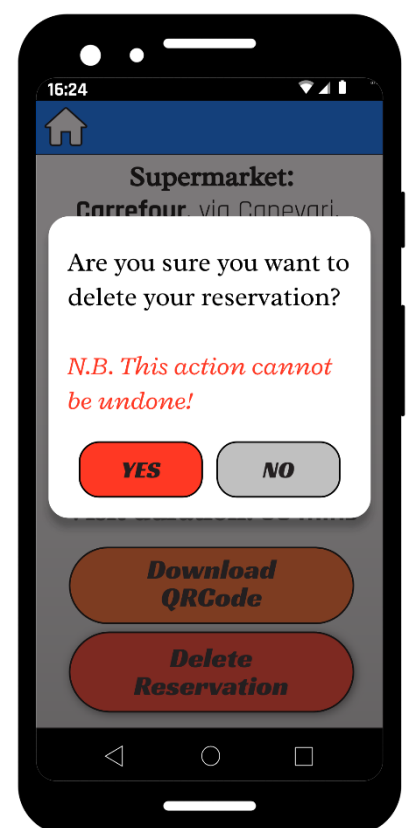 16:24
Supermarket:
Carrefour, via Canevari,
Are you sure you want to
delete your reservation?
N.B. This action cannot
be undone!
YES
NO
Download
QRCode
Delete
Reservation